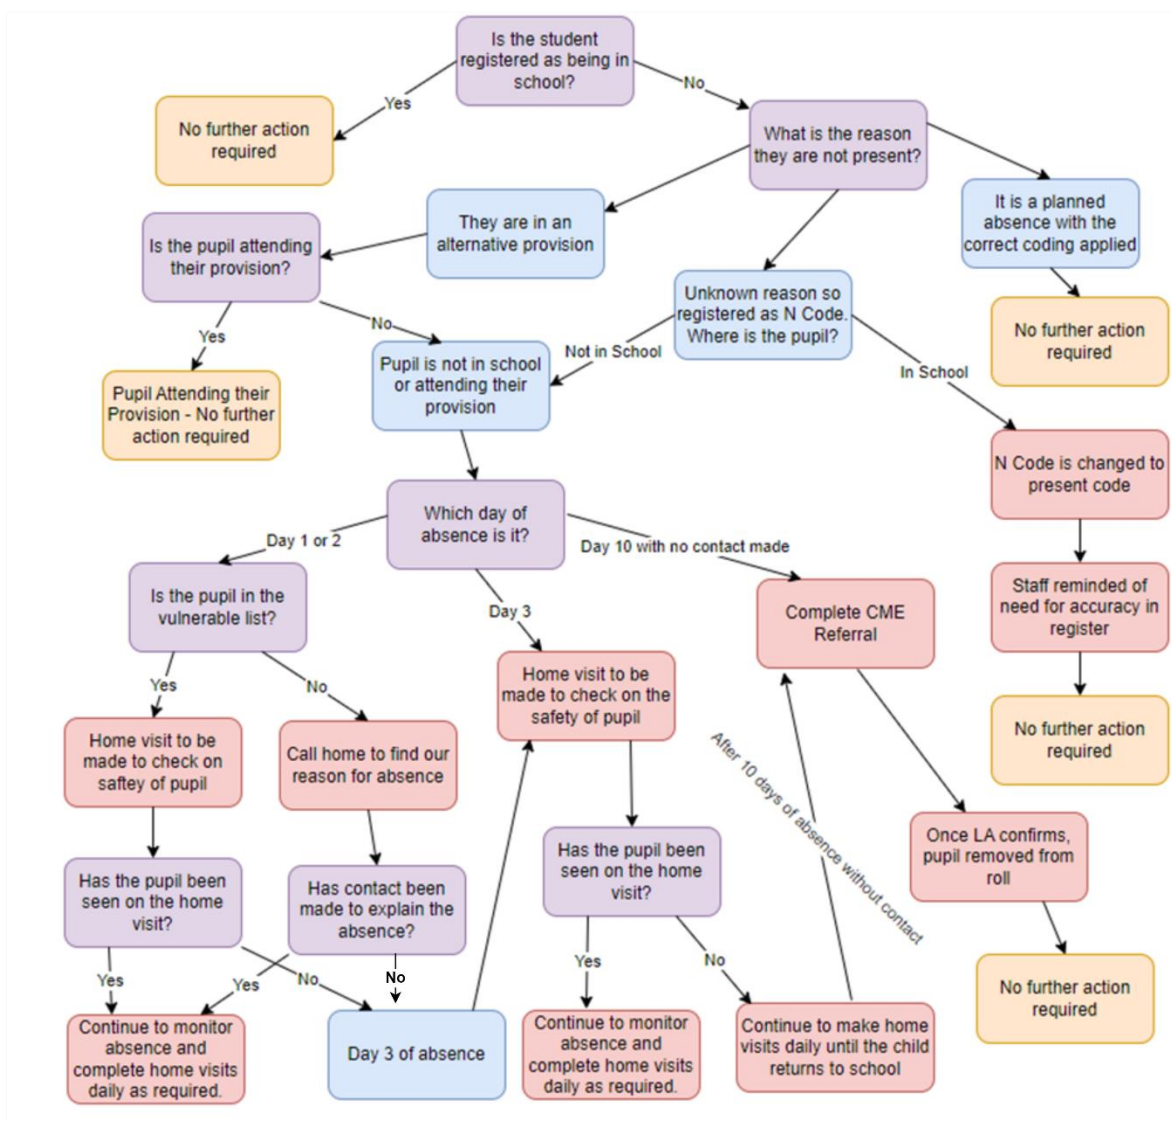 Is the student
registered as being in
school?
Yes
No
No further action
required
What is the reason
they are not present?
They are in an
alternative provision
It is a planned
absence with the
correct coding applied
Is the pupil attending
their provision?
Unknown reason so
registered as N Code.
Where is the pupil?
No further action
required
Yes
No
Not in School
In School
Pupil Attending their
Provision - No further
action required
Pupil is not in school
or attending their
provision
N Code is changed to
present code
Which day of
absence is it?
Day 1 or 2
Day 10 with no contact made
Day 3
Is the pupil in the
vulnerable list?
Complete CME
Referral
Staff reminded of
need for accuracy in
register
Yes
No
Home visit to be
made to check on the
safety of pupil
Home visit to be
made to check on
saftey of pupil
Call home to find our
reason for absence
No further action
required
After 10 days of absence without contact
Once LA confirms,
pupil removed from
roll
Has the pupil been
seen on the home
visit?
Has contact been
made to explain the
absence?
Has the pupil been
seen on the home
visit?
Yes
No
Yes
No
Yes
No
No further action
required
Continue to monitor
absence and
complete home visits
daily as required.
Day 3 of absence
Continue to monitor
absence and
complete home visits
daily as required.
Continue to make home
visits daily until the child
returns to school